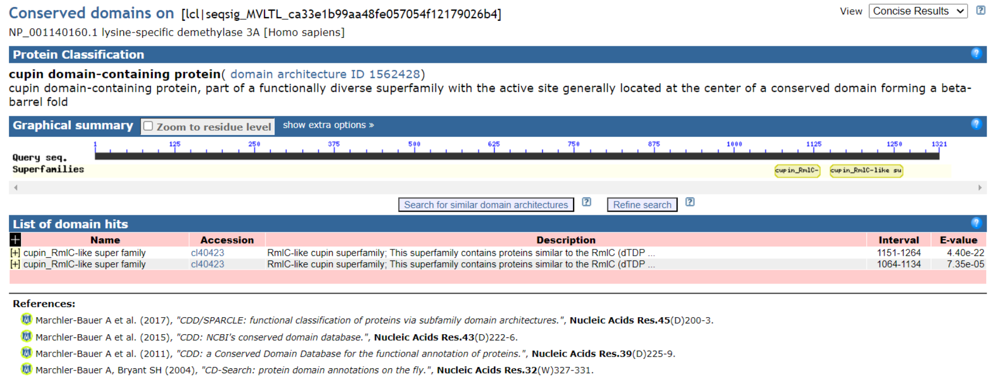 Conserved domains on [lcl|seqsig_MVLTL_ca33e1b99aa48fe057054f12179026b4]
View Concise Results ?
NP_001140160.1 lysine-specific demethylase 3A [Homo sapiens]
Protein Classification ?
cupin domain-containing protein( domain architecture ID 1562428)
cupin domain-containing protein, part of a functionally diverse superfamily with the active site generally located at the center of a conserved domain forming a beta-
barrel fold
Graphical summary Zoom to residue level show extra options » ?
1 125 250 375 500 625 750 875 1000 1125 1250 1321
Query seq.
Superfamilies cupin_RmlC- cupin_RmlC-like su
Search for similar domain architectures ? Refine search ?
List of domain hits ?
+ Name Accession Description Interval E-value
[+] cupin_RmlC-like super family cl40423 RmlC-like cupin superfamily; This superfamily contains proteins similar to the RmlC (dTDP ... 1151-1264 4.40e-22
[+] cupin_RmlC-like super family cl40423 RmlC-like cupin superfamily; This superfamily contains proteins similar to the RmlC (dTDP ... 1064-1134 7.35e-05
References:
Marchler-Bauer A et al. (2017), "CDD/SPARCLE: functional classification of proteins via subfamily domain architectures.", Nucleic Acids Res.45(D)200-3.
Marchler-Bauer A et al. (2015), "CDD: NCBI's conserved domain database.", Nucleic Acids Res.43(D)222-6.
Marchler-Bauer A et al. (2011), "CDD: a Conserved Domain Database for the functional annotation of proteins.", Nucleic Acids Res.39(D)225-9.
Marchler-Bauer A, Bryant SH (2004), "CD-Search: protein domain annotations on the fly.", Nucleic Acids Res.32(W)327-331.